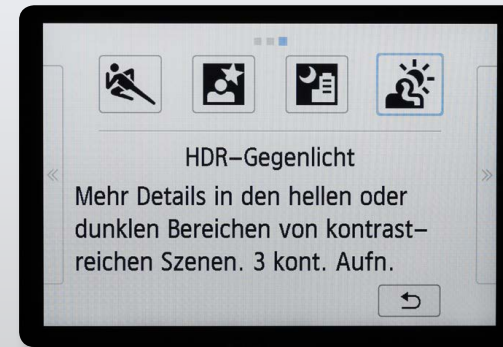 HDR–Gegenlicht
Mehr Details in den hellen oder
dunklen Bereichen von kontrast–
reichen Szenen. 3 kont. Aufn.